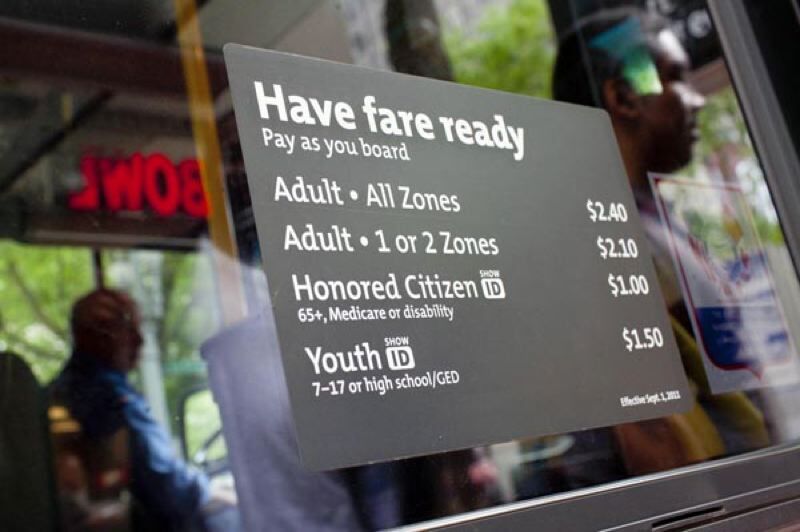 Have fare ready
Pay as you board
Adult • All Zones $2.40
Adult • 1 or 2 Zones $2.10
Honored Citizen SHOW ID $1.00
65+, Medicare or disability
Youth SHOW ID $1.50
7–17 or high school/GED
Effective Sept. 1, 2011
BOWL